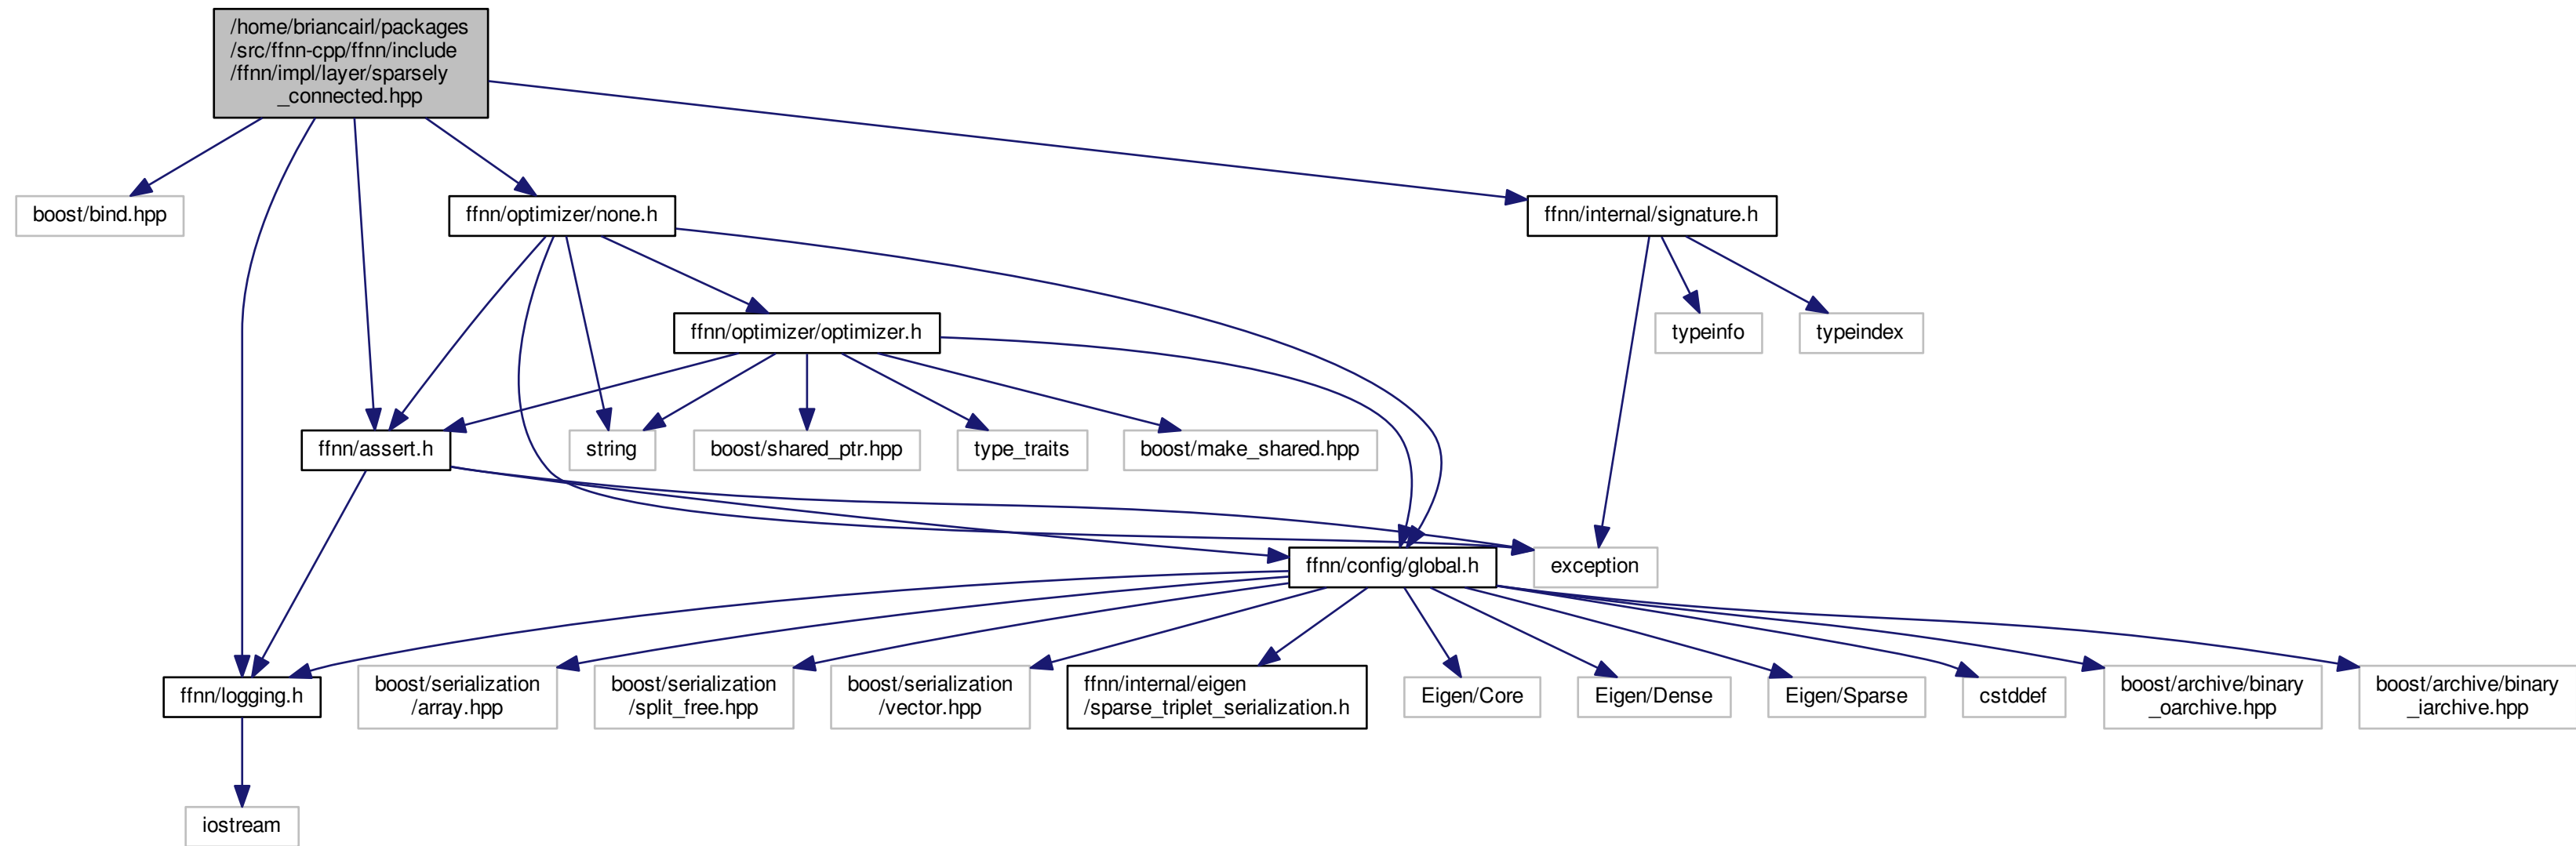 /home/briancairl/packages
/src/ffnn-cpp/ffnn/include
/ffnn/impl/layer/sparsely
_connected.hpp
boost/bind.hpp
ffnn/optimizer/none.h
ffnn/internal/signature.h
ffnn/optimizer/optimizer.h
typeinfo
typeindex
ffnn/assert.h
string
boost/shared_ptr.hpp
type_traits
boost/make_shared.hpp
ffnn/config/global.h
exception
ffnn/logging.h
boost/serialization
/array.hpp
boost/serialization
/split_free.hpp
boost/serialization
/vector.hpp
ffnn/internal/eigen
/sparse_triplet_serialization.h
Eigen/Core
Eigen/Dense
Eigen/Sparse
cstddef
boost/archive/binary
_oarchive.hpp
boost/archive/binary
_iarchive.hpp
iostream